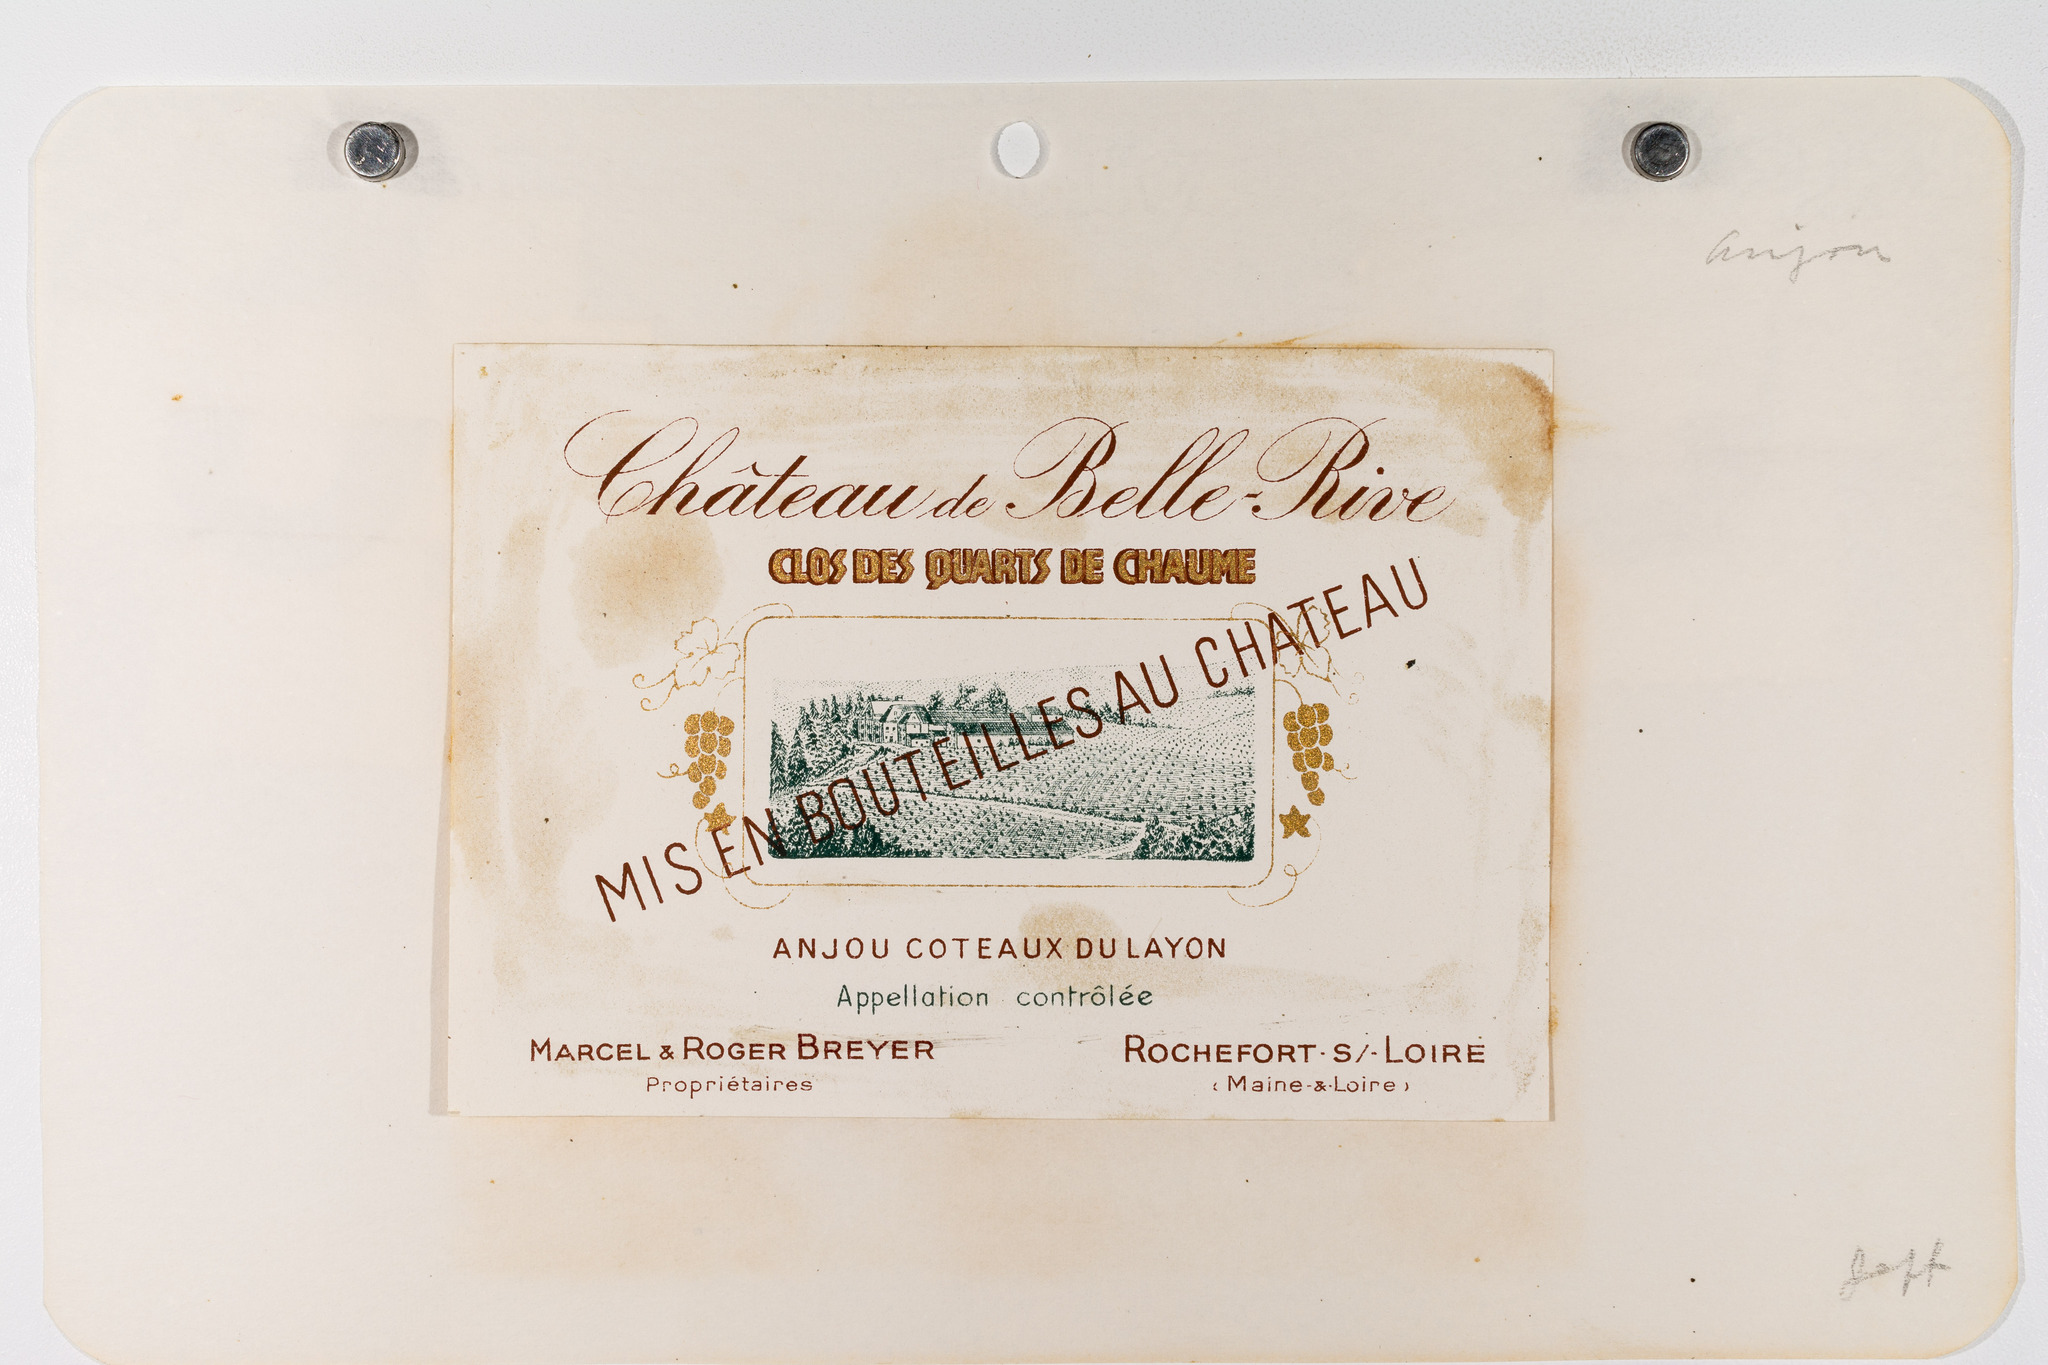 Anjou
Château de Belle-Rive
CLOS DES QUARTS DE CHAUME
MIS EN BOUTEILLES AU CHATEAU
ANJOU COTEAUX DU LAYON
Appellation contrôlée
MARCEL & ROGER BREYER
Propriétaires
ROCHEFORT·S/·LOIRE
(Maine-&-Loire)